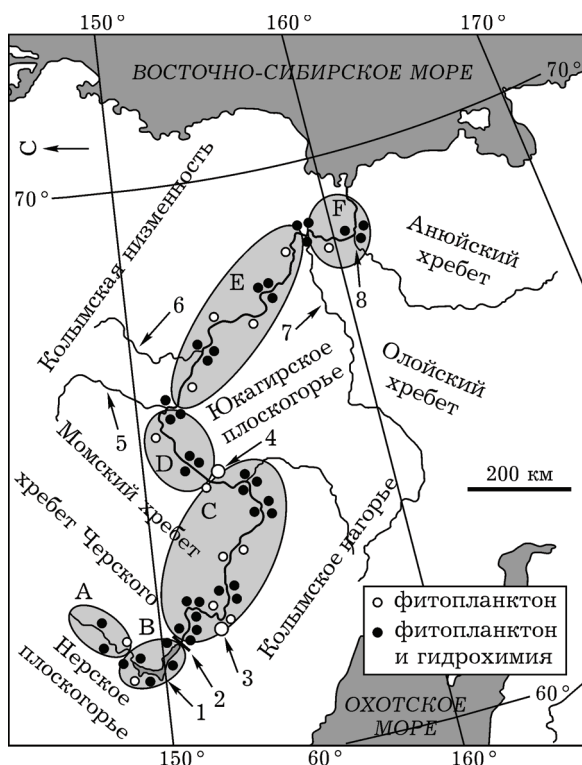 150°
160°
170°
ВОСТОЧНО-СИБИРСКОЕ МОРЕ
70°
С
70°
Колымская низменность
F
Анюйский
хребет
E
6
7
8
Олойский
хребет
Юкагирское
плоскогорье
5
4
D
Момский хребет
200 км
C
хребет Черского
Колымское нагорье
A
B
фитопланктон
фитопланктон
и гидрохимия
3
2
1
Нерское
плоскогорье
ОХОТСКОЕ
МОРЕ
60°
150°
60°
160°